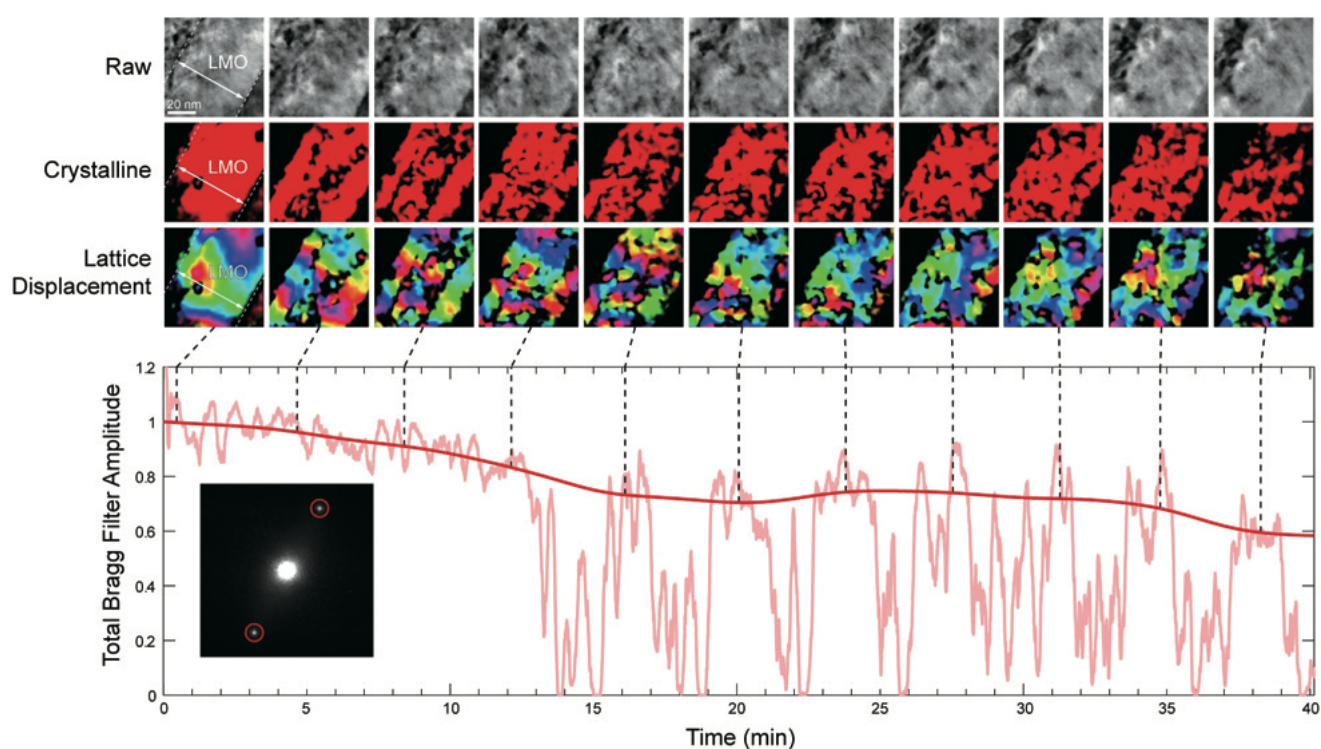 Raw
LMO
20 nm
Crystalline
LMO
Lattice
Displacement
LMO
Total Bragg Filter Amplitude
1.2
1
0.8
0.6
0.4
0.2
0
0 5 10 15 20 25 30 35 40
Time (min)